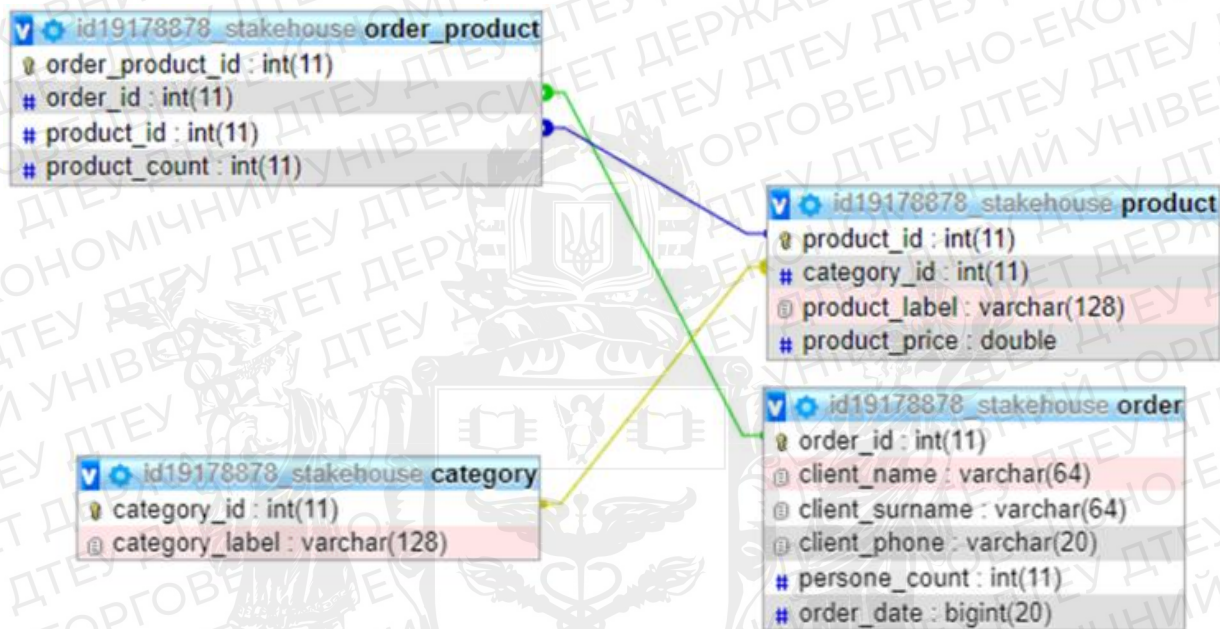 id19178878_stakehouse order_product
order_product_id : int(11)
order_id : int(11)
product_id : int(11)
product_count : int(11)
id19178878_stakehouse product
product_id : int(11)
category_id : int(11)
product_label : varchar(128)
product_price : double
id19178878_stakehouse order
order_id : int(11)
client_name : varchar(64)
client_surname : varchar(64)
client_phone : varchar(20)
persone_count : int(11)
order_date : bigint(20)
id19178878_stakehouse category
category_id : int(11)
category_label : varchar(128)